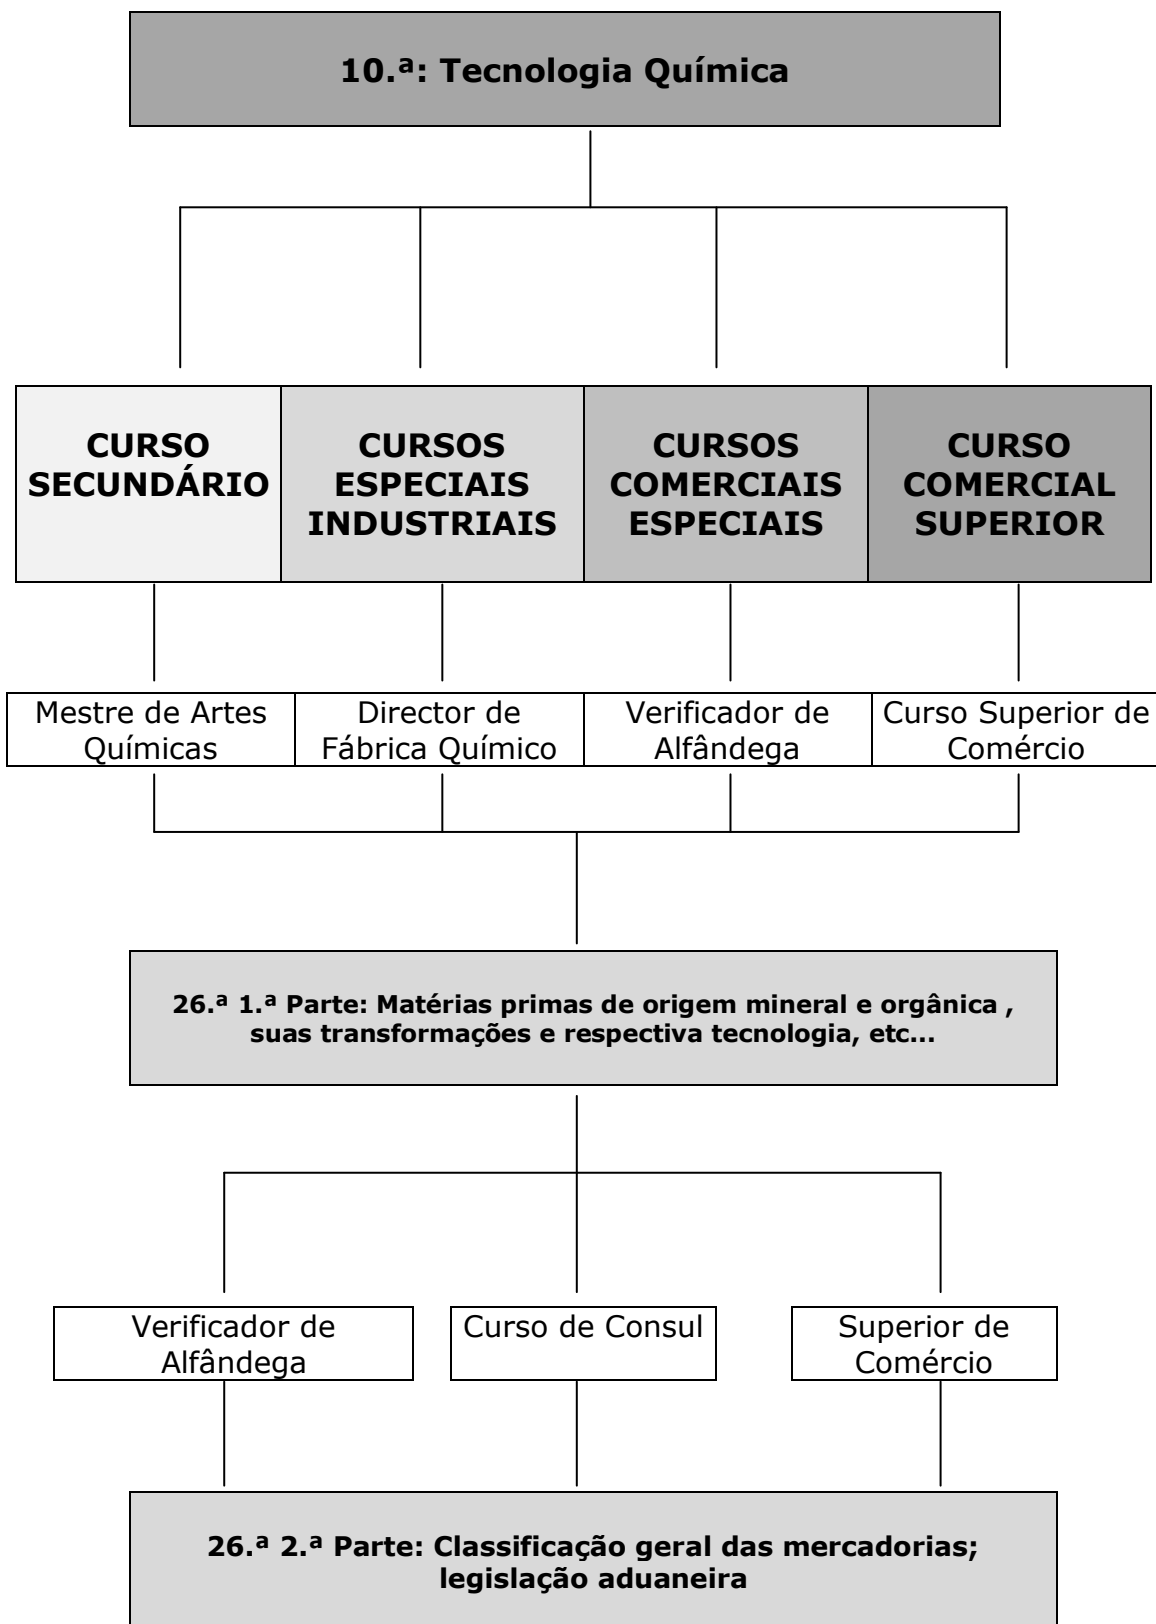 10.ª: Tecnologia Química
CURSO
SECUNDÁRIO
CURSOS
ESPECIAIS
INDUSTRIAIS
CURSOS
COMERCIAIS
ESPECIAIS
CURSO
COMERCIAL
SUPERIOR
Mestre de Artes
Químicas
Director de
Fábrica Químico
Verificador de
Alfândega
Curso Superior de
Comércio
26.ª 1.ª Parte: Matérias primas de origem mineral e orgânica ,
suas transformações e respectiva tecnologia, etc...
Verificador de
Alfândega
Curso de Consul
Superior de
Comércio
26.ª 2.ª Parte: Classificação geral das mercadorias;
legislação aduaneira